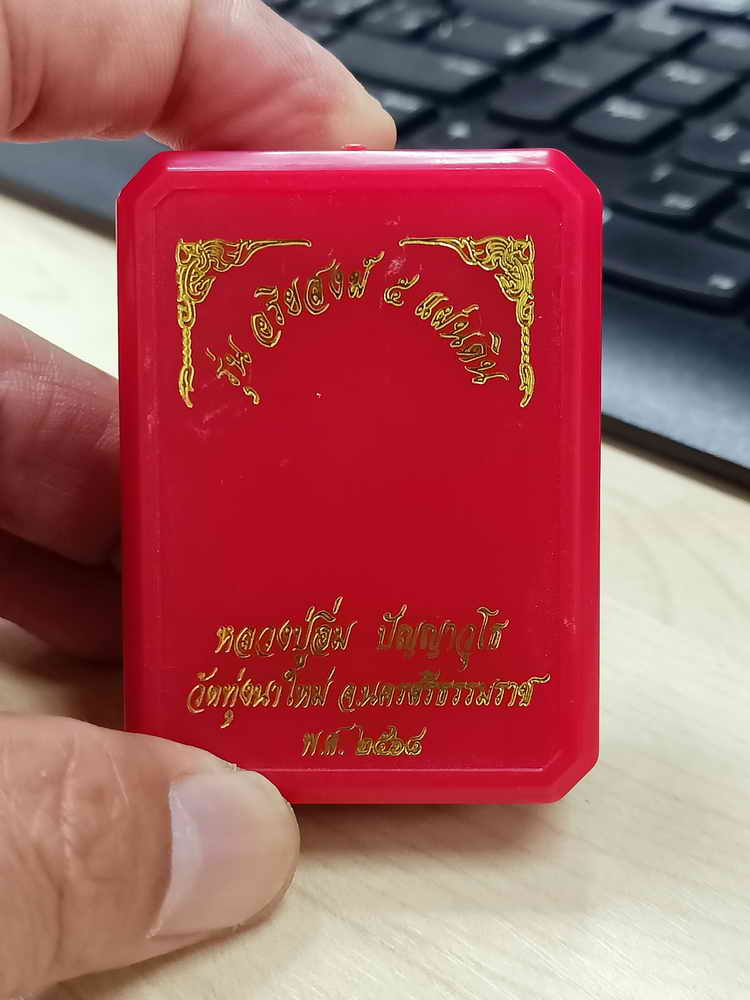 รุ่น อริยสงฆ์ ๕ แผ่นดิน
หลวงปู่อิ่ม ปัญญาวุโธ
วัดทุ่งนาใหม่ จ.นครศรีธรรมราช
พ.ศ. ๒๕๖๘